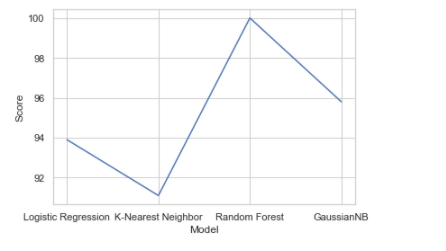 100
98
96
94
92
Score
Logistic Regression K-Nearest Neighbor Random Forest GaussianNB
Model